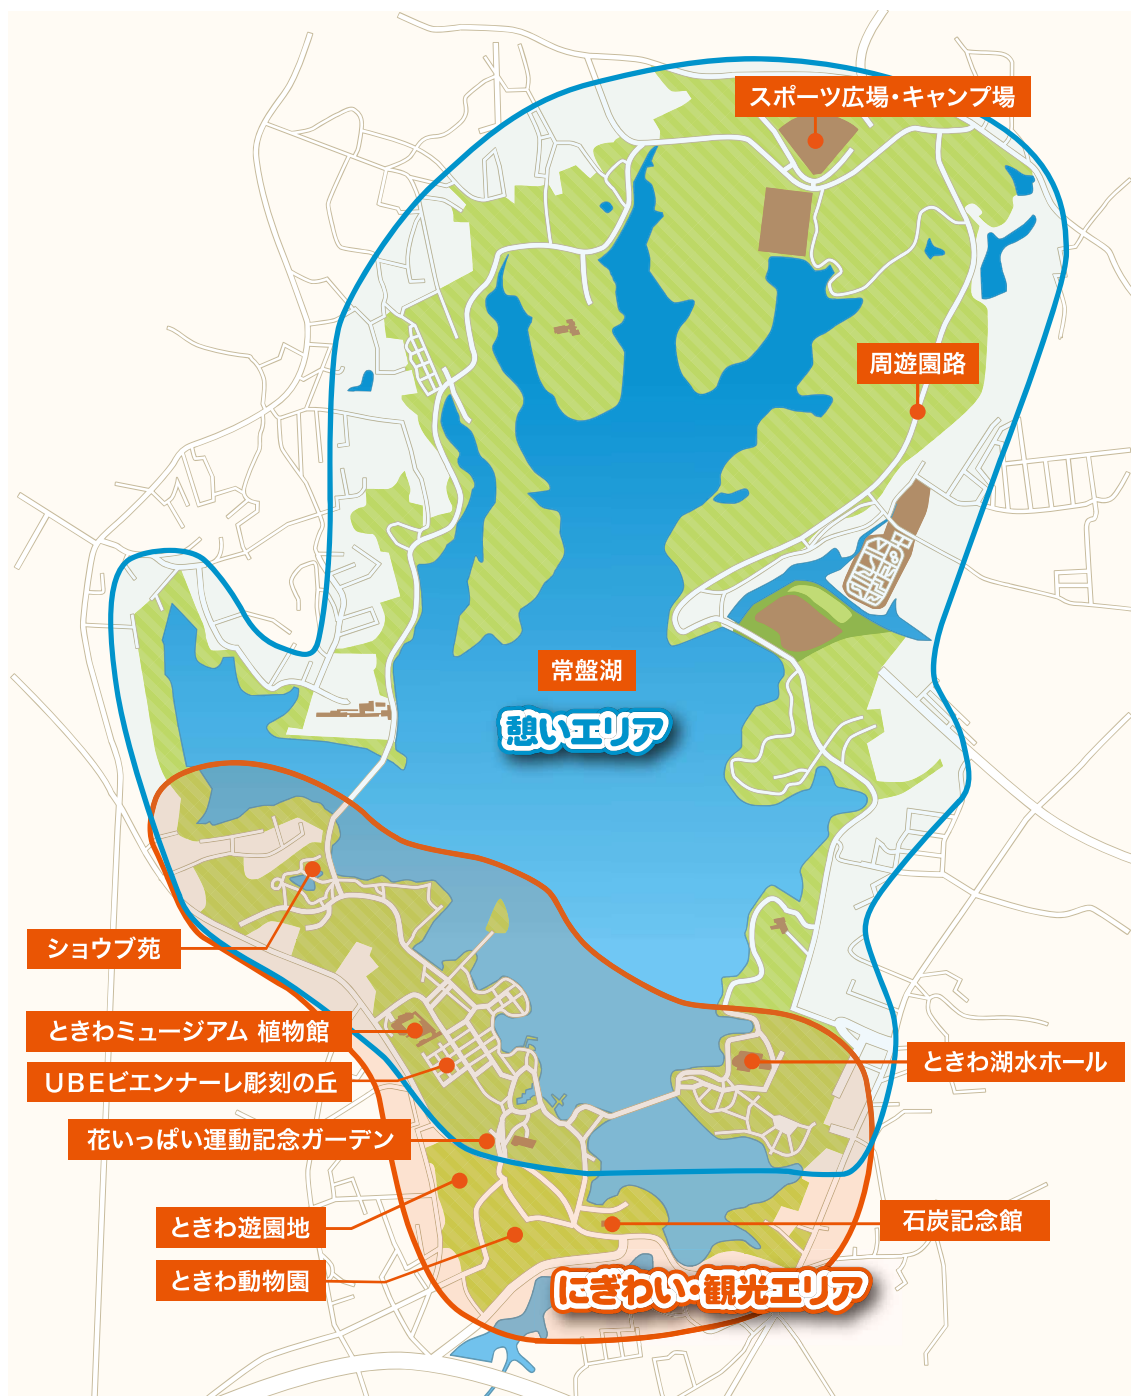 スポーツ広場・キャンプ場
周遊園路
常盤湖
憩いエリア
ショウブ苑
ときわミュージアム 植物館
ときわ湖水ホール
UBEビエンナーレ彫刻の丘
花いっぱい運動記念ガーデン
ときわ遊園地
石炭記念館
ときわ動物園
にぎわい・観光エリア